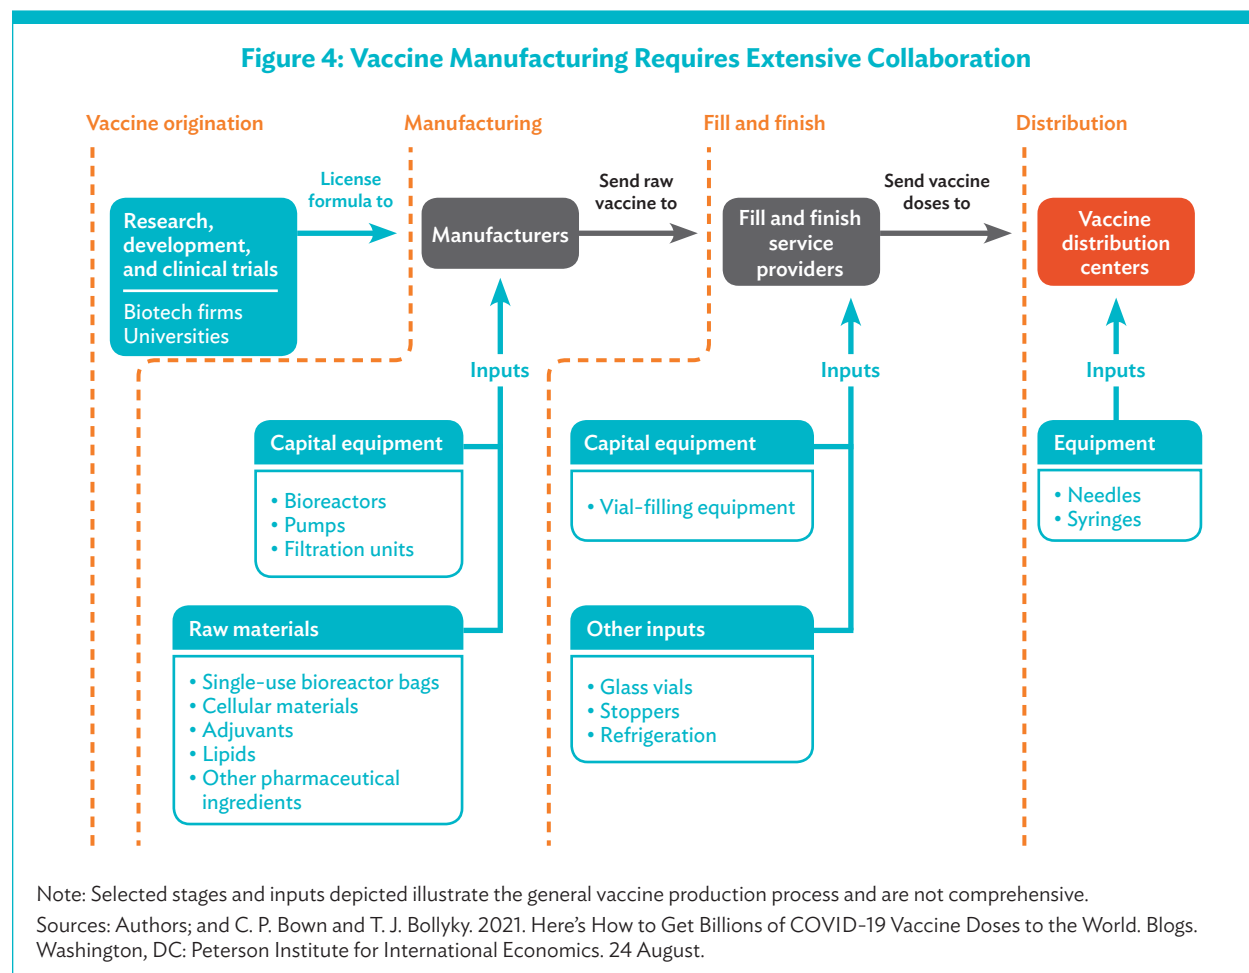 Figure 4: Vaccine Manufacturing Requires Extensive Collaboration
Vaccine origination
Manufacturing
Fill and finish
Distribution
Research,
development,
and clinical trials
Biotech firms
Universities
License
formula to
Manufacturers
Send raw
vaccine to
Fill and finish
service
providers
Send vaccine
doses to
Vaccine
distribution
centers
Inputs
Capital equipment
• Bioreactors
• Pumps
• Filtration units
Raw materials
• Single-use bioreactor bags
• Cellular materials
• Adjuvants
• Lipids
• Other pharmaceutical
ingredients
Inputs
Capital equipment
• Vial-filling equipment
Other inputs
• Glass vials
• Stoppers
• Refrigeration
Inputs
Equipment
• Needles
• Syringes
Note: Selected stages and inputs depicted illustrate the general vaccine production process and are not comprehensive.
Sources: Authors; and C. P. Bown and T. J. Bollyky. 2021. Here’s How to Get Billions of COVID-19 Vaccine Doses to the World. Blogs.
Washington, DC: Peterson Institute for International Economics. 24 August.